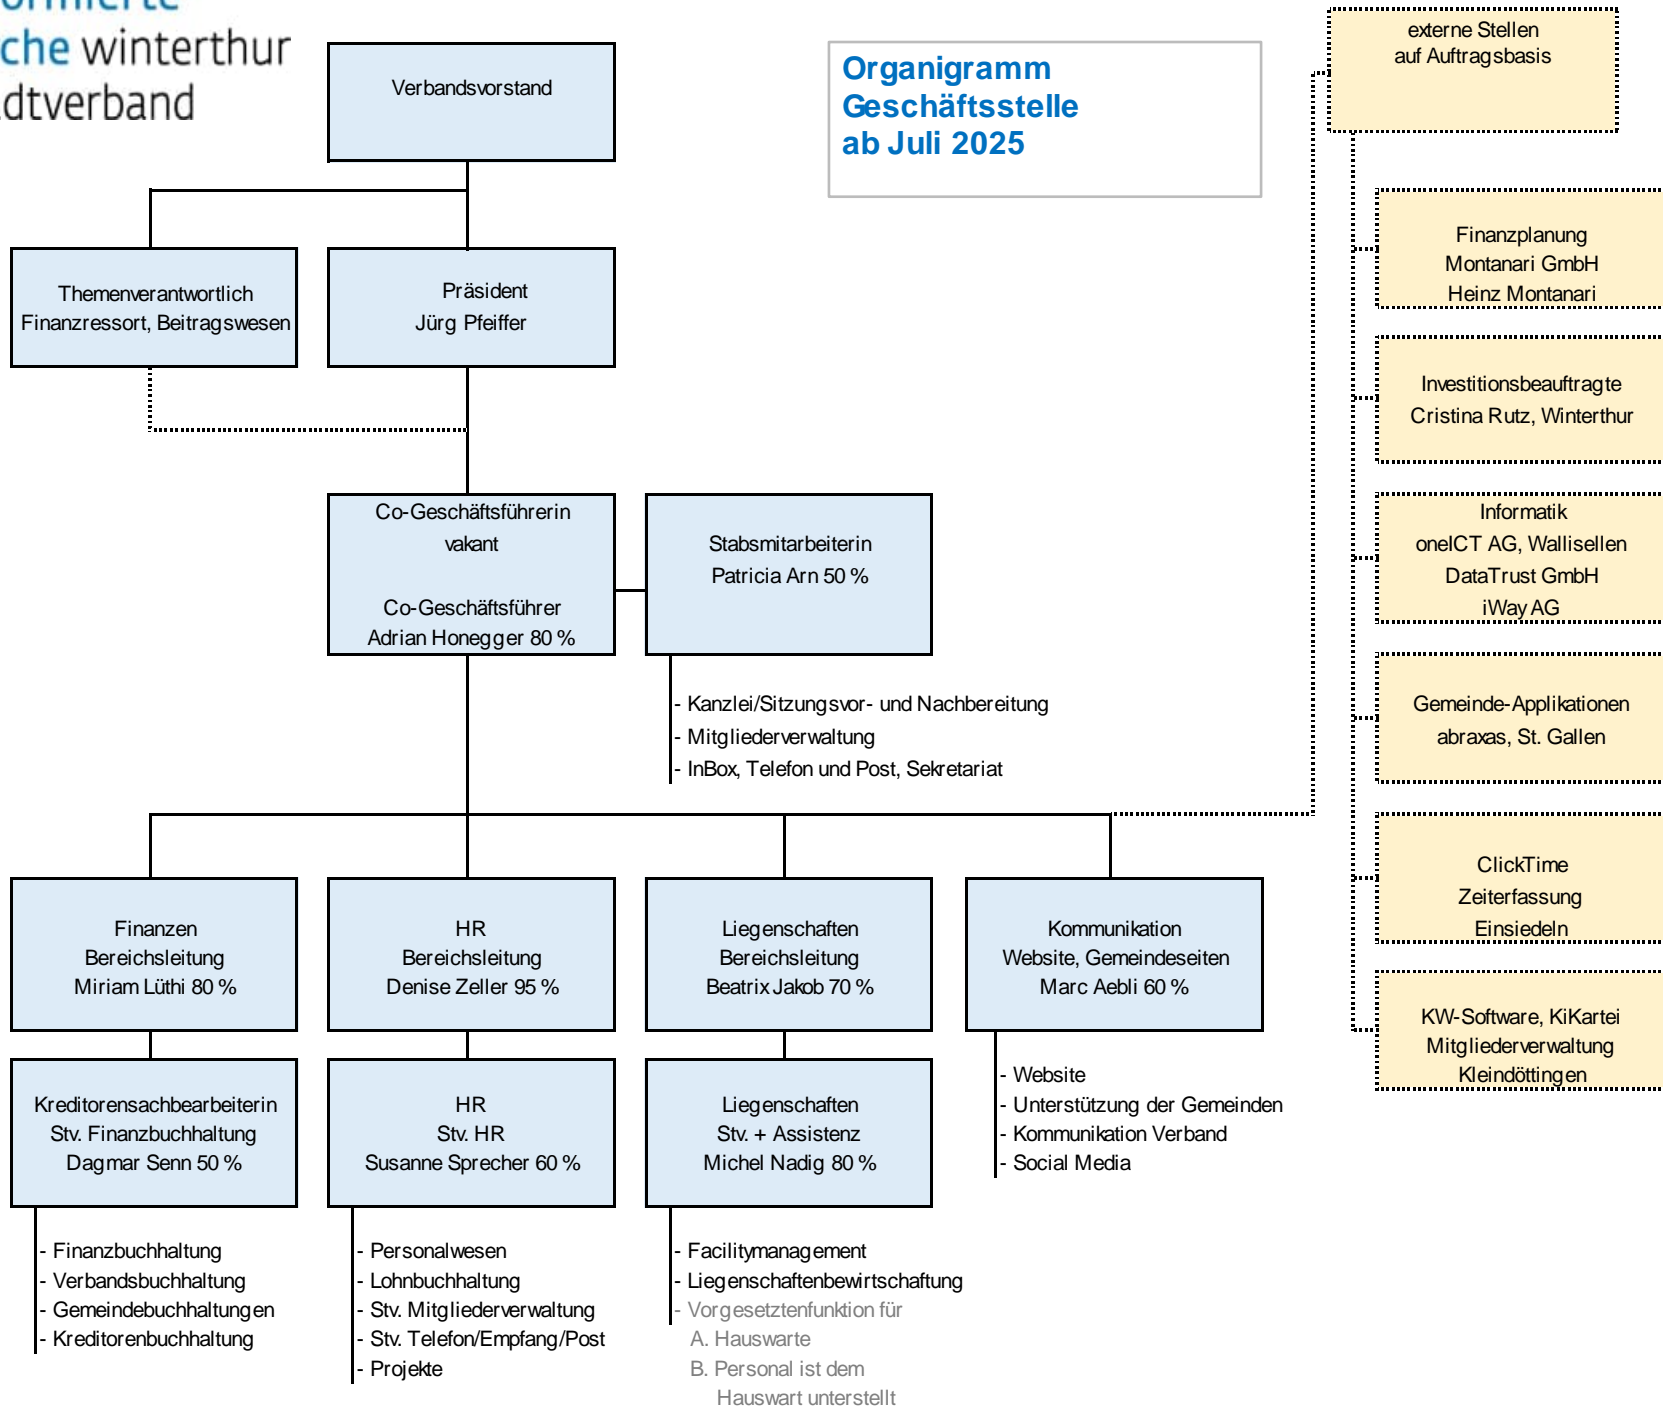 ormierte
che winterthur
dtverband
Organigramm
Geschäftsstelle
ab Juli 2025
Verbandsvorstand
Themenverantwortlich
Finanzressort, Beitragswesen
Präsident
Jürg Pfeiffer
Co-Geschäftsführerin
vakant
Co-Geschäftsführer
Adrian Honegger 80 %
Stabsmitarbeiterin
Patricia Arn 50 %
- Kanzlei/Sitzungsvor- und Nachbereitung
- Mitgliederverwaltung
- InBox, Telefon und Post, Sekretariat
Finanzen
Bereichsleitung
Miriam Lüthi 80 %
Kreditorensachbearbeiterin
Stv. Finanzbuchhaltung
Dagmar Senn 50 %
- Finanzbuchhaltung
- Verbandsbuchhaltung
- Gemeindebuchhaltungen
- Kreditorenbuchhaltung
HR
Bereichsleitung
Denise Zeller 95 %
HR
Stv. HR
Susanne Sprecher 60 %
- Personalwesen
- Lohnbuchhaltung
- Stv. Mitgliederverwaltung
- Stv. Telefon/Empfang/Post
- Projekte
Liegenschaften
Bereichsleitung
Beatrix Jakob 70 %
Liegenschaften
Stv. + Assistenz
Michel Nadig 80 %
- Facilitymanagement
- Liegenschaftenbewirtschaftung
- Vorgesetztenfunktion für
A. Hauswarte
B. Personal ist dem
Hauswart unterstellt
Kommunikation
Website, Gemeindeseiten
Marc Aebli 60 %
- Website
- Unterstützung der Gemeinden
- Kommunikation Verband
- Social Media
externe Stellen
auf Auftragsbasis
Finanzplanung
Montanari GmbH
Heinz Montanari
Investitionsbeauftragte
Cristina Rutz, Winterthur
Informatik
oneICT AG, Wallisellen
DataTrust GmbH
iWay AG
Gemeinde-Applikationen
abraxas, St. Gallen
ClickTime
Zeiterfassung
Einsiedeln
KW-Software, KiKartei
Mitgliederverwaltung
Kleindöttingen